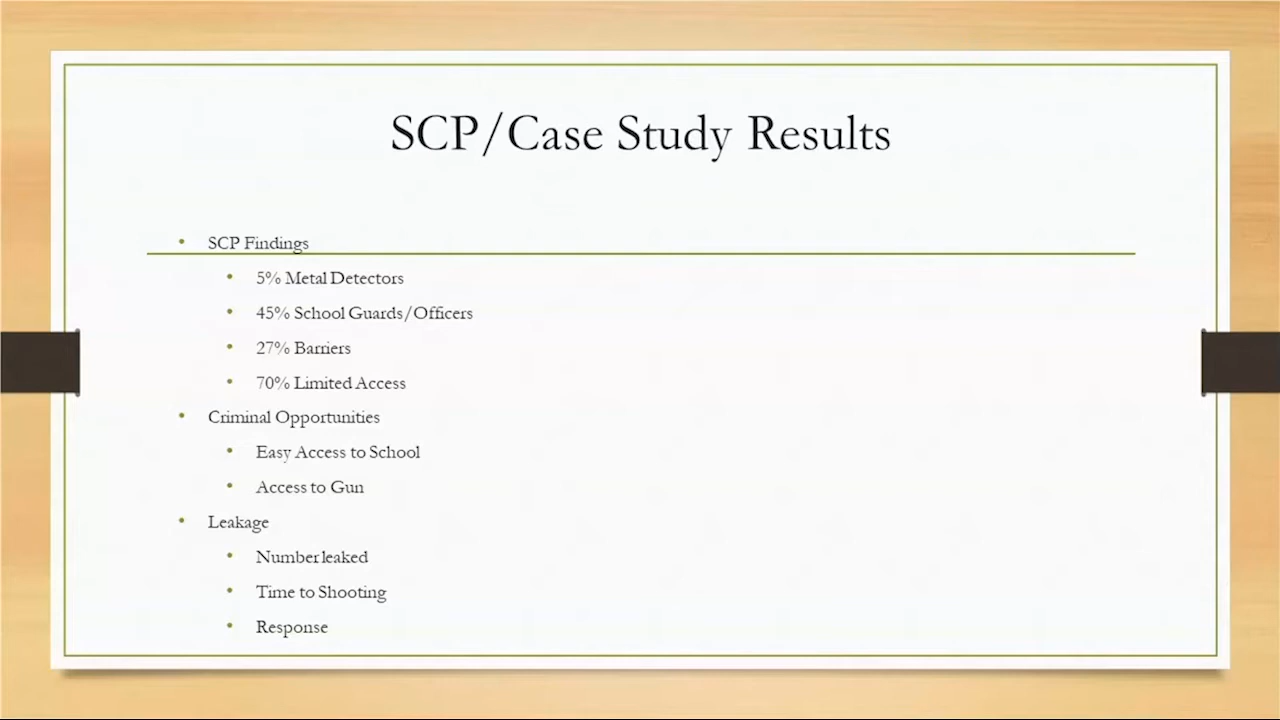 SCP/Case Study Results
• SCP Findings
• 5% Metal Detectors
• 45% School Guards/Officers
• 27% Barriers
• 70% Limited Access
• Criminal Opportunities
• Easy Access to School
• Access to Gun
• Leakage
• Number leaked
• Time to Shooting
• Response